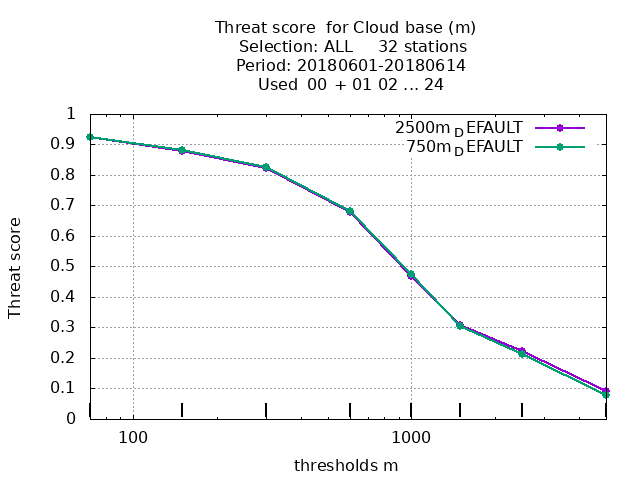 Threat score  for Cloud base (m)
Selection: ALL     32 stations
Period: 20180601-20180614
Used  00  + 01 02 ... 24
2500m_DEFAULT
750m_DEFAULT
1
0.9
0.8
0.7
0.6
0.5
0.4
0.3
0.2
0.1
0
Threat score
100 1000
thresholds m